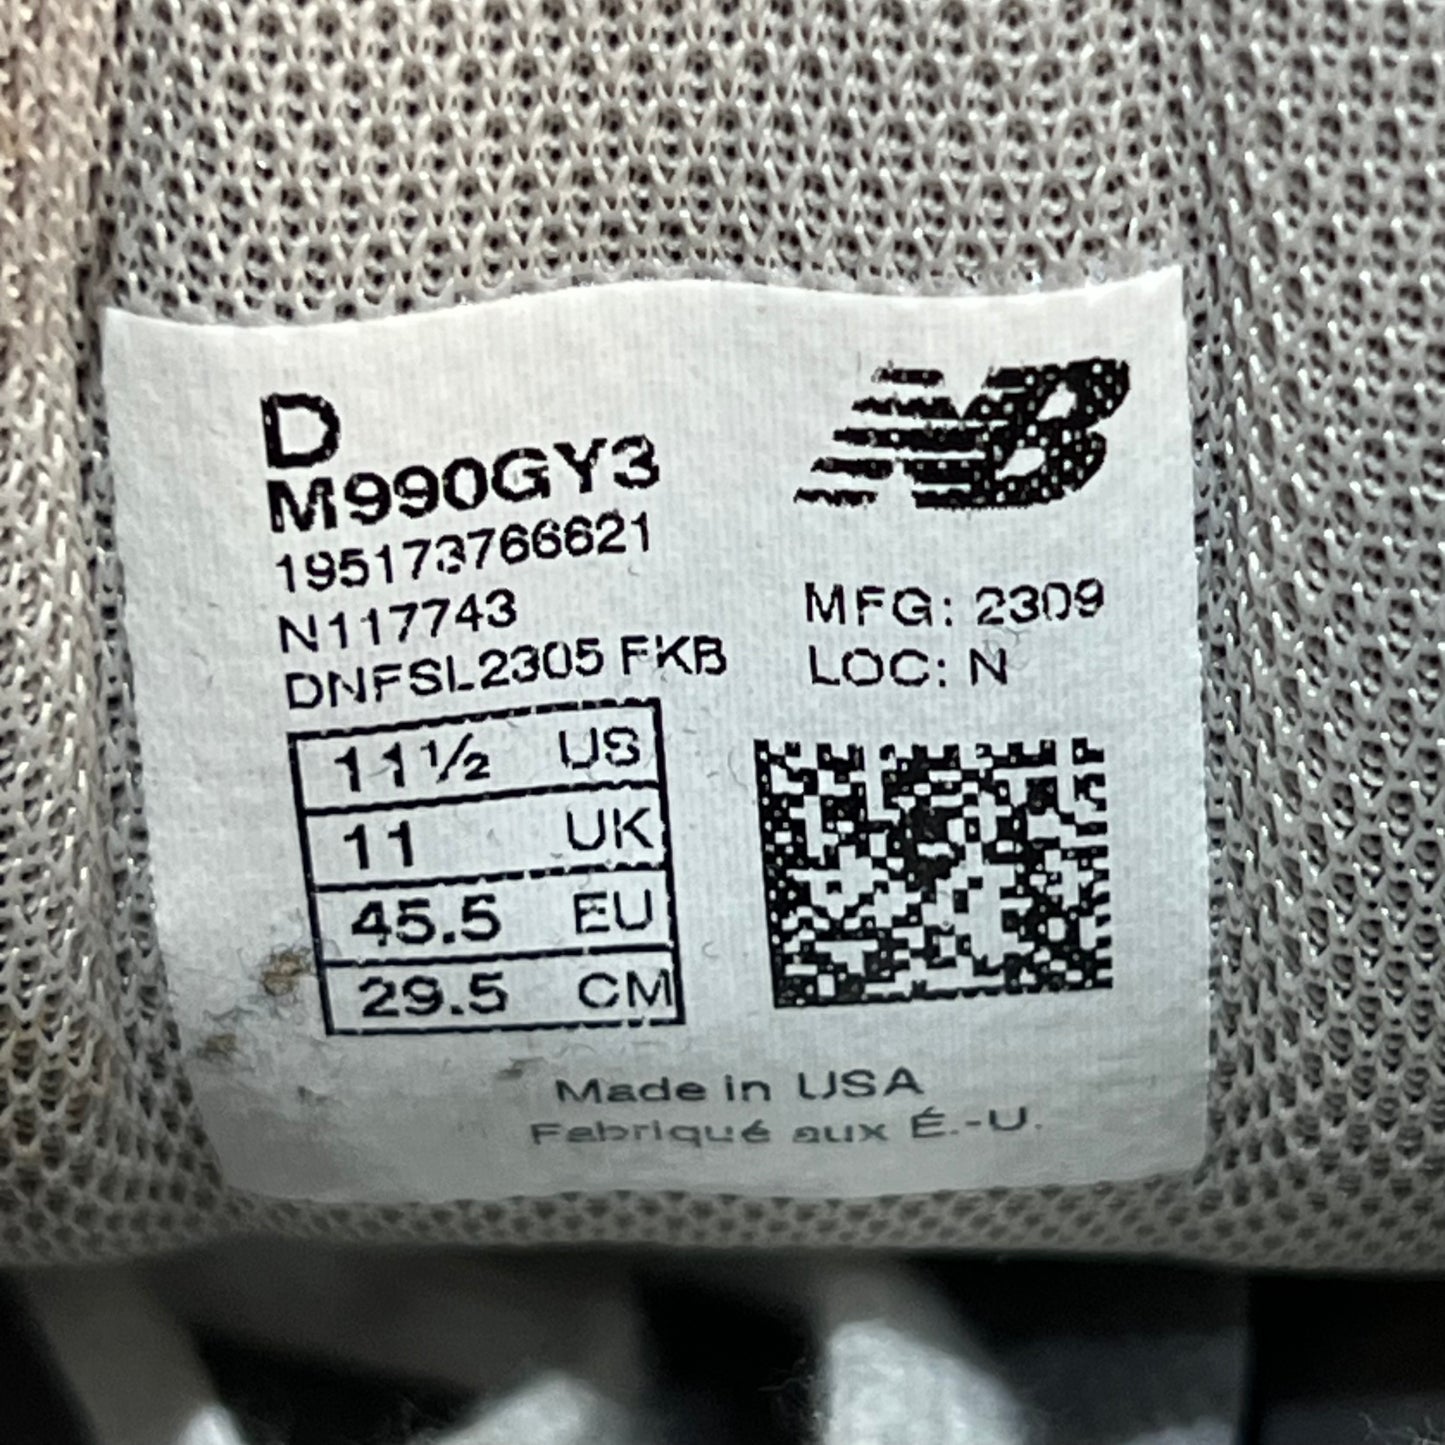 D
M990GY3
195173766621
N117743
DNFSL2305 FKB
11½ US
11 UK
45.5 EU
29.5 CM
NB
MFG: 2309
LOC: N
Made in USA
Fabriqué aux É.-U.